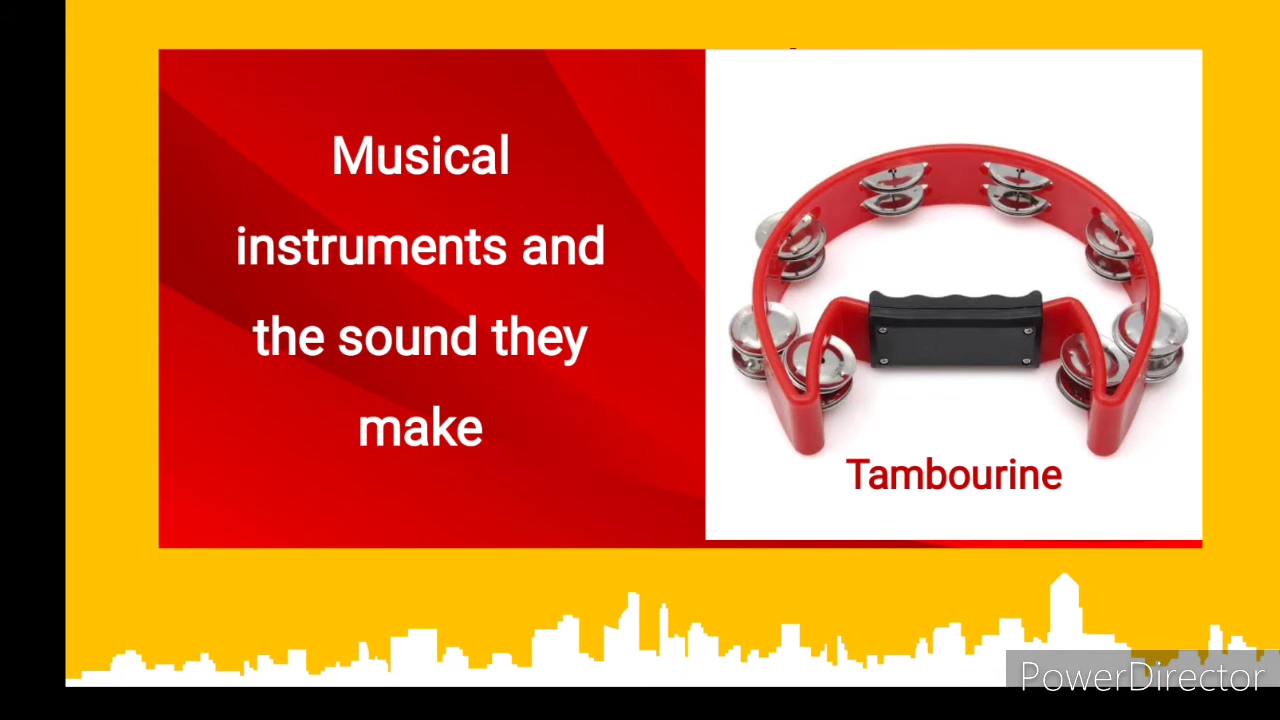 Musical
instruments and
the sound they
make
Tambourine
PowerDirector